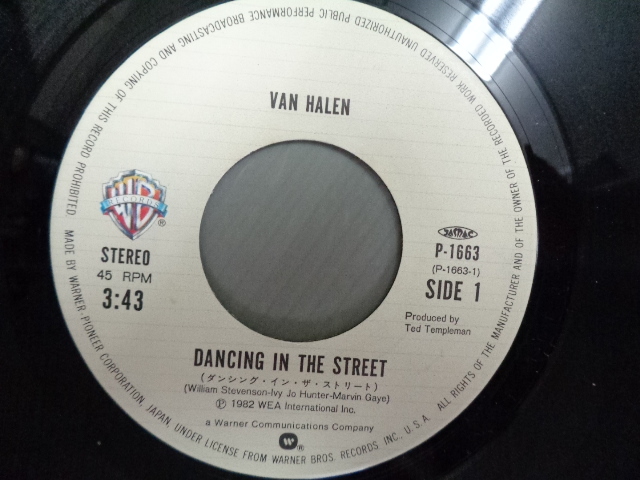 VAN HALEN
WB
RECORDS
®
STEREO
45 RPM
3:43
JASRAC
P-1663
(P-1663-1)
SIDE 1
Produced by
Ted Templeman
DANCING IN THE STREET
(ダンシング・イン・ザ・ストリート)
(William Stevenson-Ivy Jo Hunter-Marvin Gaye)
Ⓟ 1982 WEA International Inc.
a Warner Communications Company
W®
MADE BY WARNER-PIONEER CORPORATION, JAPAN, UNDER LICENSE FROM WARNER BROS. RECORDS INC. U.S.A. ALL RIGHTS OF THE MANUFACTURER AND OF THE OWNER OF THE RECORDED WORK RESERVED UNAUTHORIZED PUBLIC PERFORMANCE BROADCASTING AND COPYING OF THIS RECORD PROHIBITED